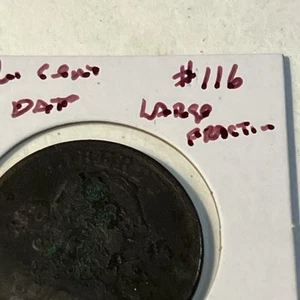 CENT #116
DAT LARGE
FRACTI